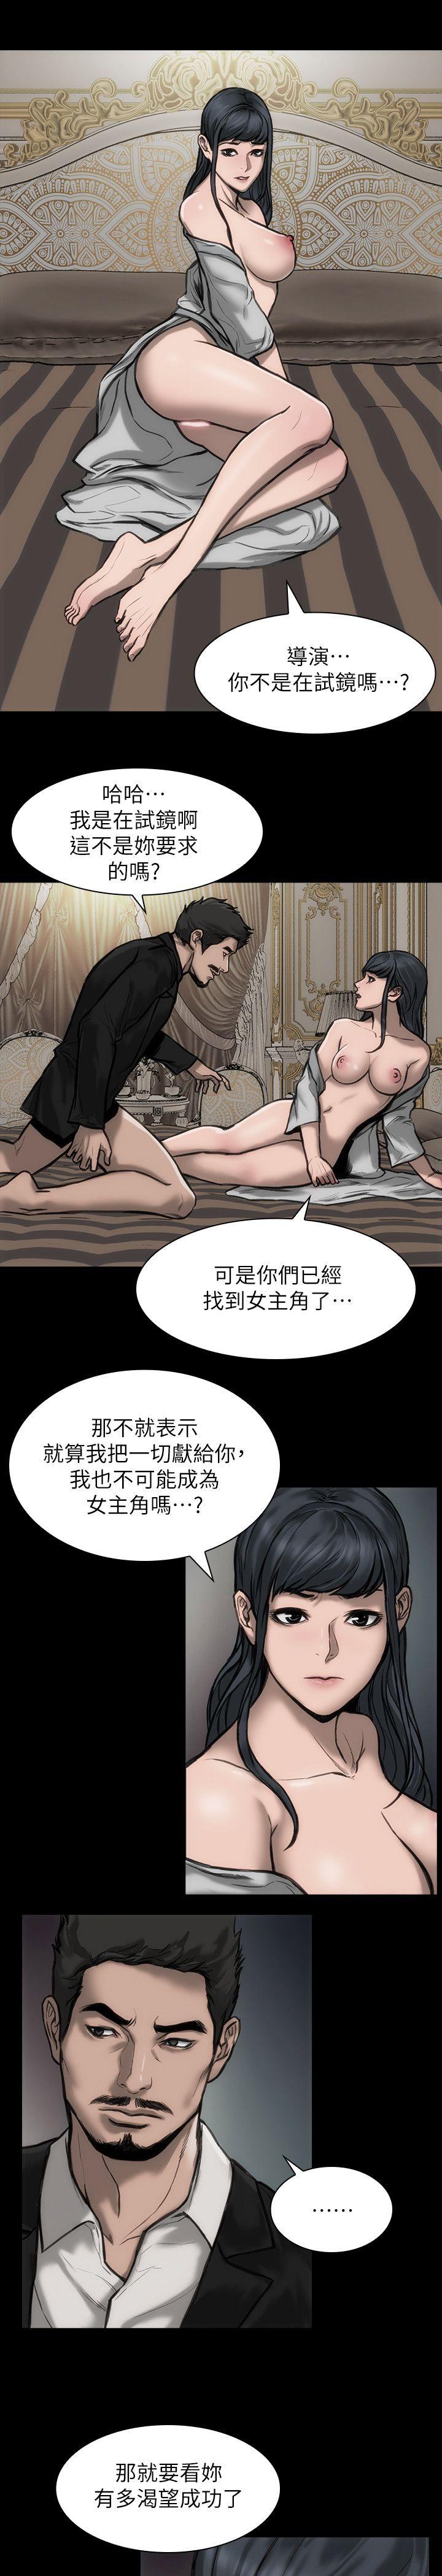 導演…
你不是在試鏡嗎…?
哈哈…
我是在試鏡啊
這不是妳要求
的嗎?
可是你們已經
找到女主角了…
那不就表示
就算我把一切獻給你,
我也不可能成為
女主角嗎…?
……
那就要看妳
有多渴望成功了